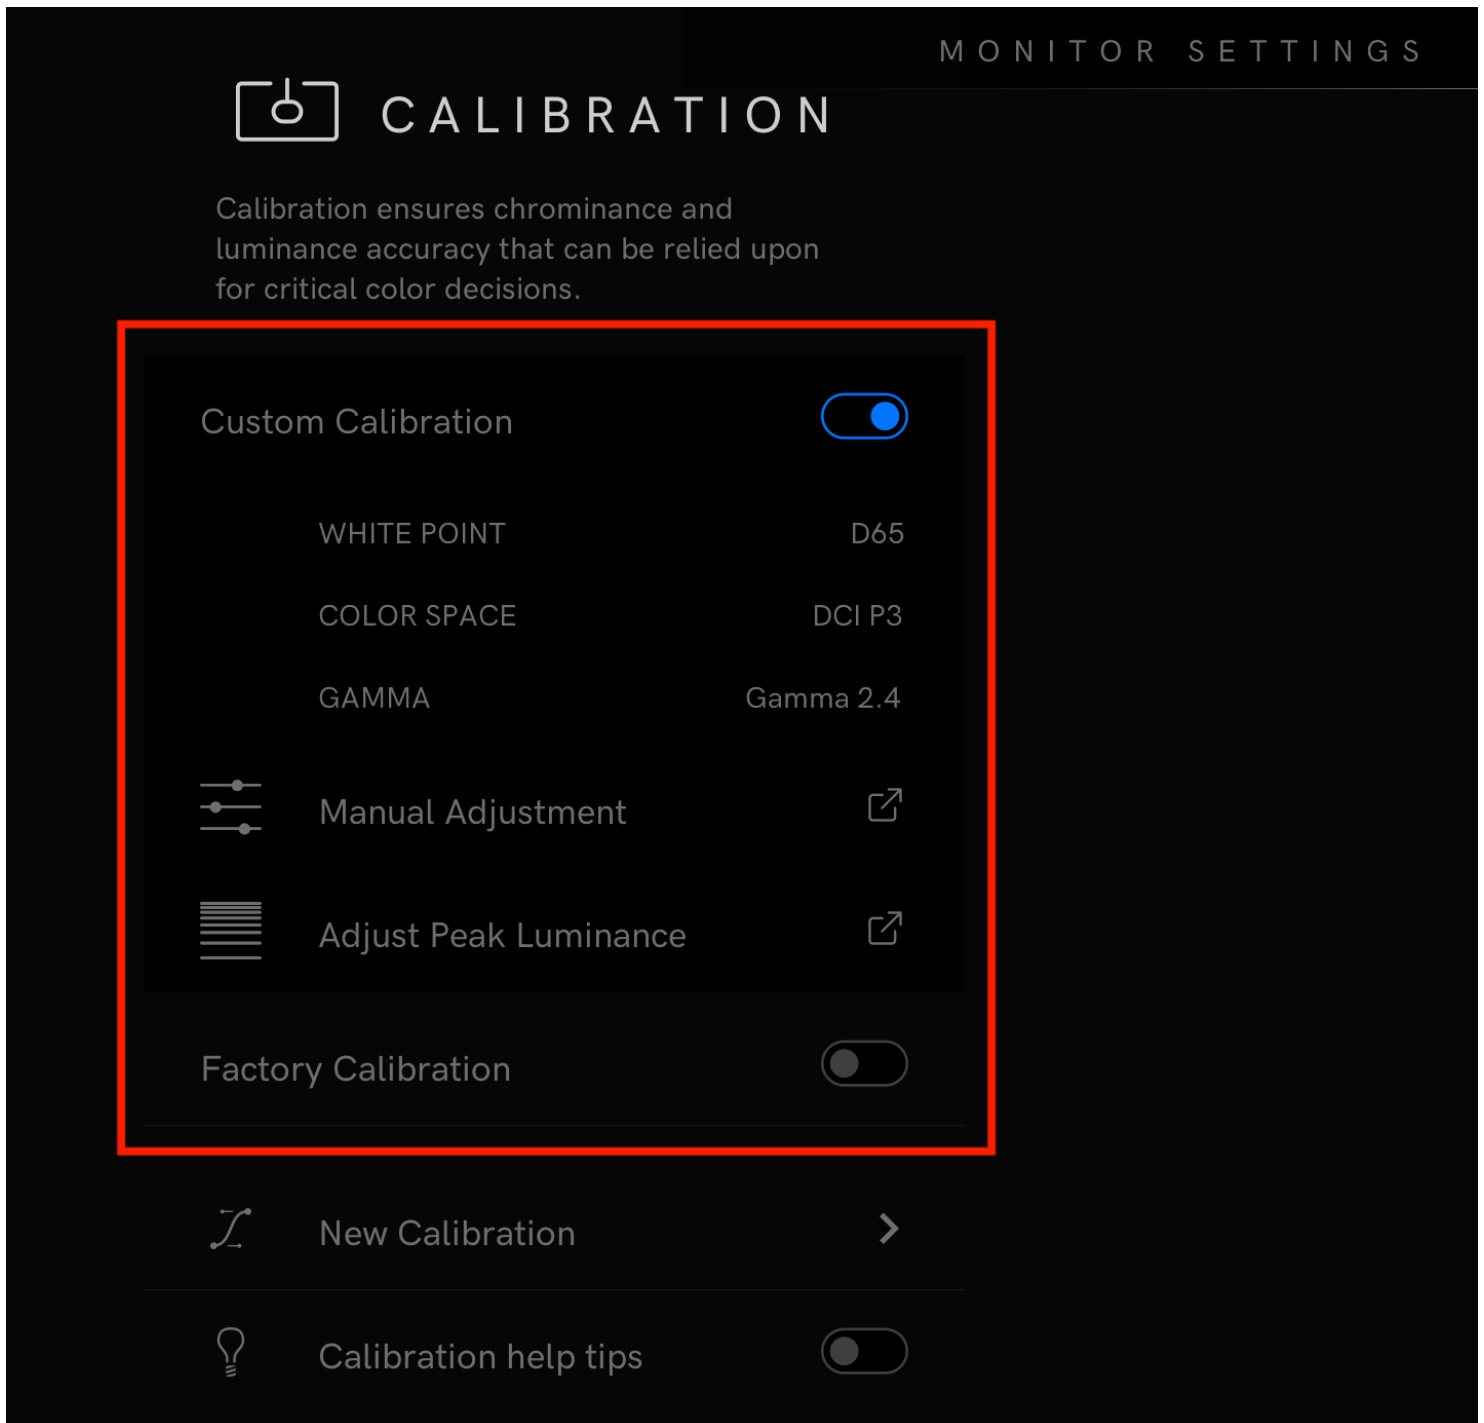 MONITOR SETTINGS
CALIBRATION
Calibration ensures chrominance and
luminance accuracy that can be relied upon
for critical color decisions.
Custom Calibration
WHITE POINT D65
COLOR SPACE DCI P3
GAMMA Gamma 2.4
Manual Adjustment
Adjust Peak Luminance
Factory Calibration
New Calibration
Calibration help tips